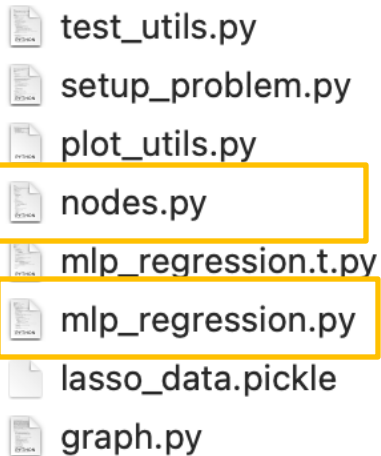 test_utils.py
setup_problem.py
plot_utils.py
nodes.py
mlp_regression.t.py
mlp_regression.py
lasso_data.pickle
graph.py